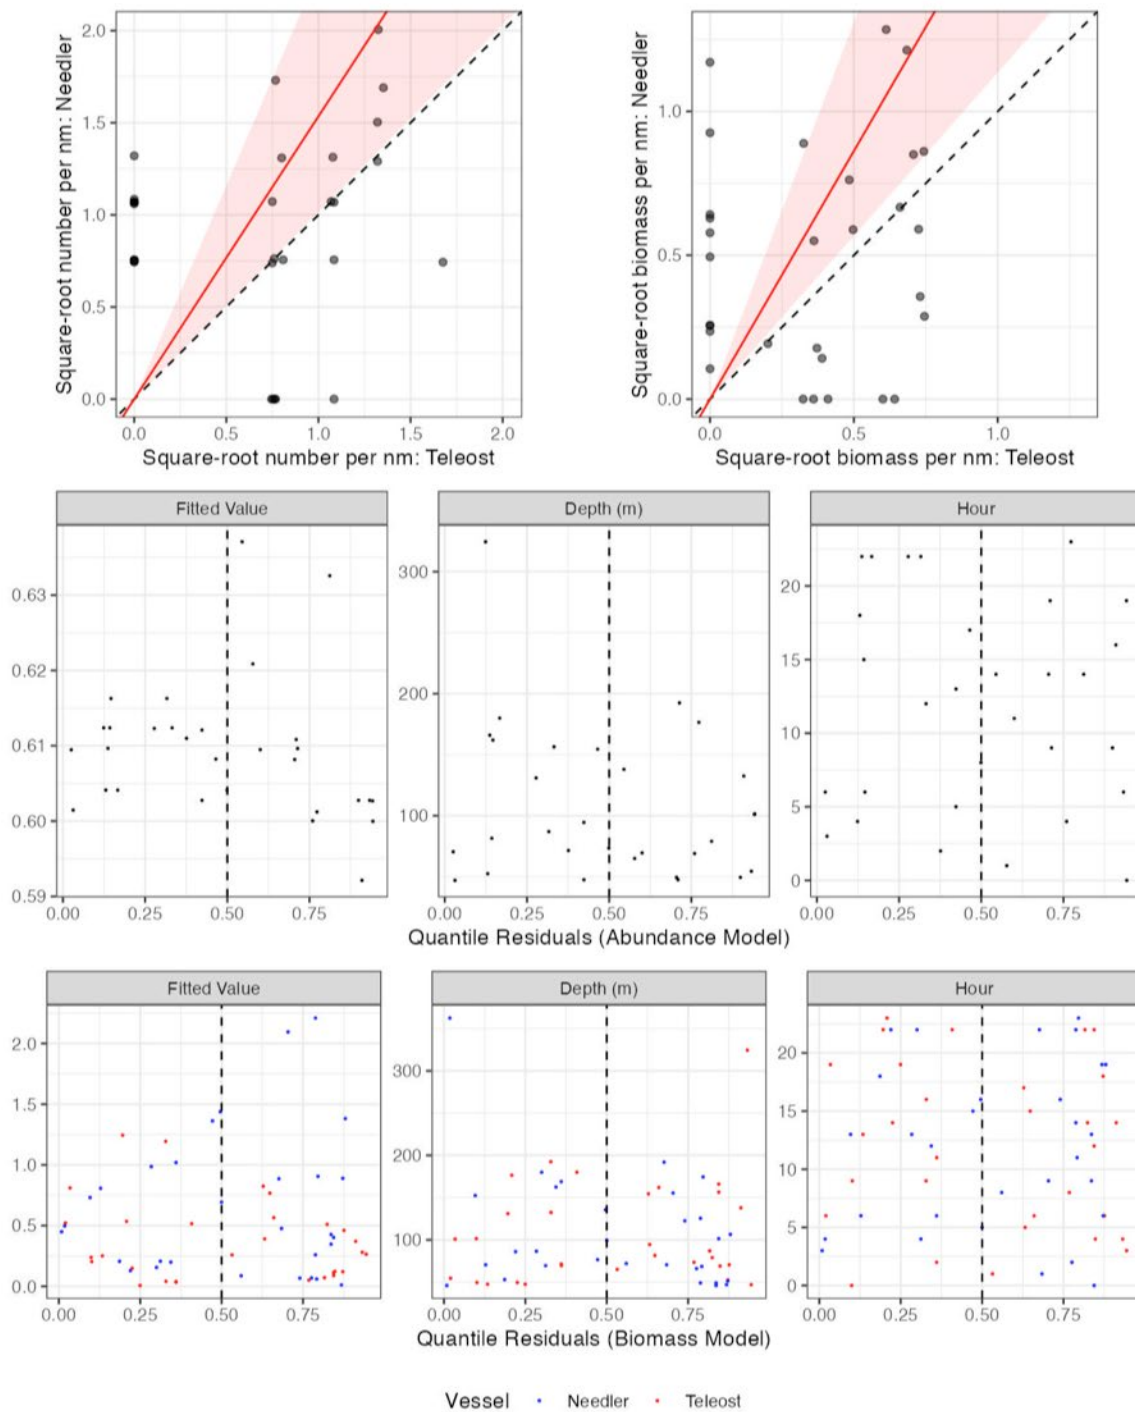 Square-root number per nm: Needler
2.0
1.5
1.0
0.5
0.0
0.0 0.5 1.0 1.5 2.0
Square-root number per nm: Teleost
Square-root biomass per nm: Needler
1.0
0.5
0.0
0.0 0.5 1.0
Square-root biomass per nm: Teleost
Fitted Value
0.63
0.62
0.61
0.60
0.59
0.00 0.25 0.50 0.75
Depth (m)
300
200
100
0.00 0.25 0.50 0.75
Hour
20
15
10
5
0
0.00 0.25 0.50 0.75
Quantile Residuals (Abundance Model)
Fitted Value
2.0
1.5
1.0
0.5
0.0
0.00 0.25 0.50 0.75
Depth (m)
300
200
100
0.00 0.25 0.50 0.75
Hour
20
15
10
5
0
0.00 0.25 0.50 0.75
Quantile Residuals (Biomass Model)
Vessel Needler Teleost